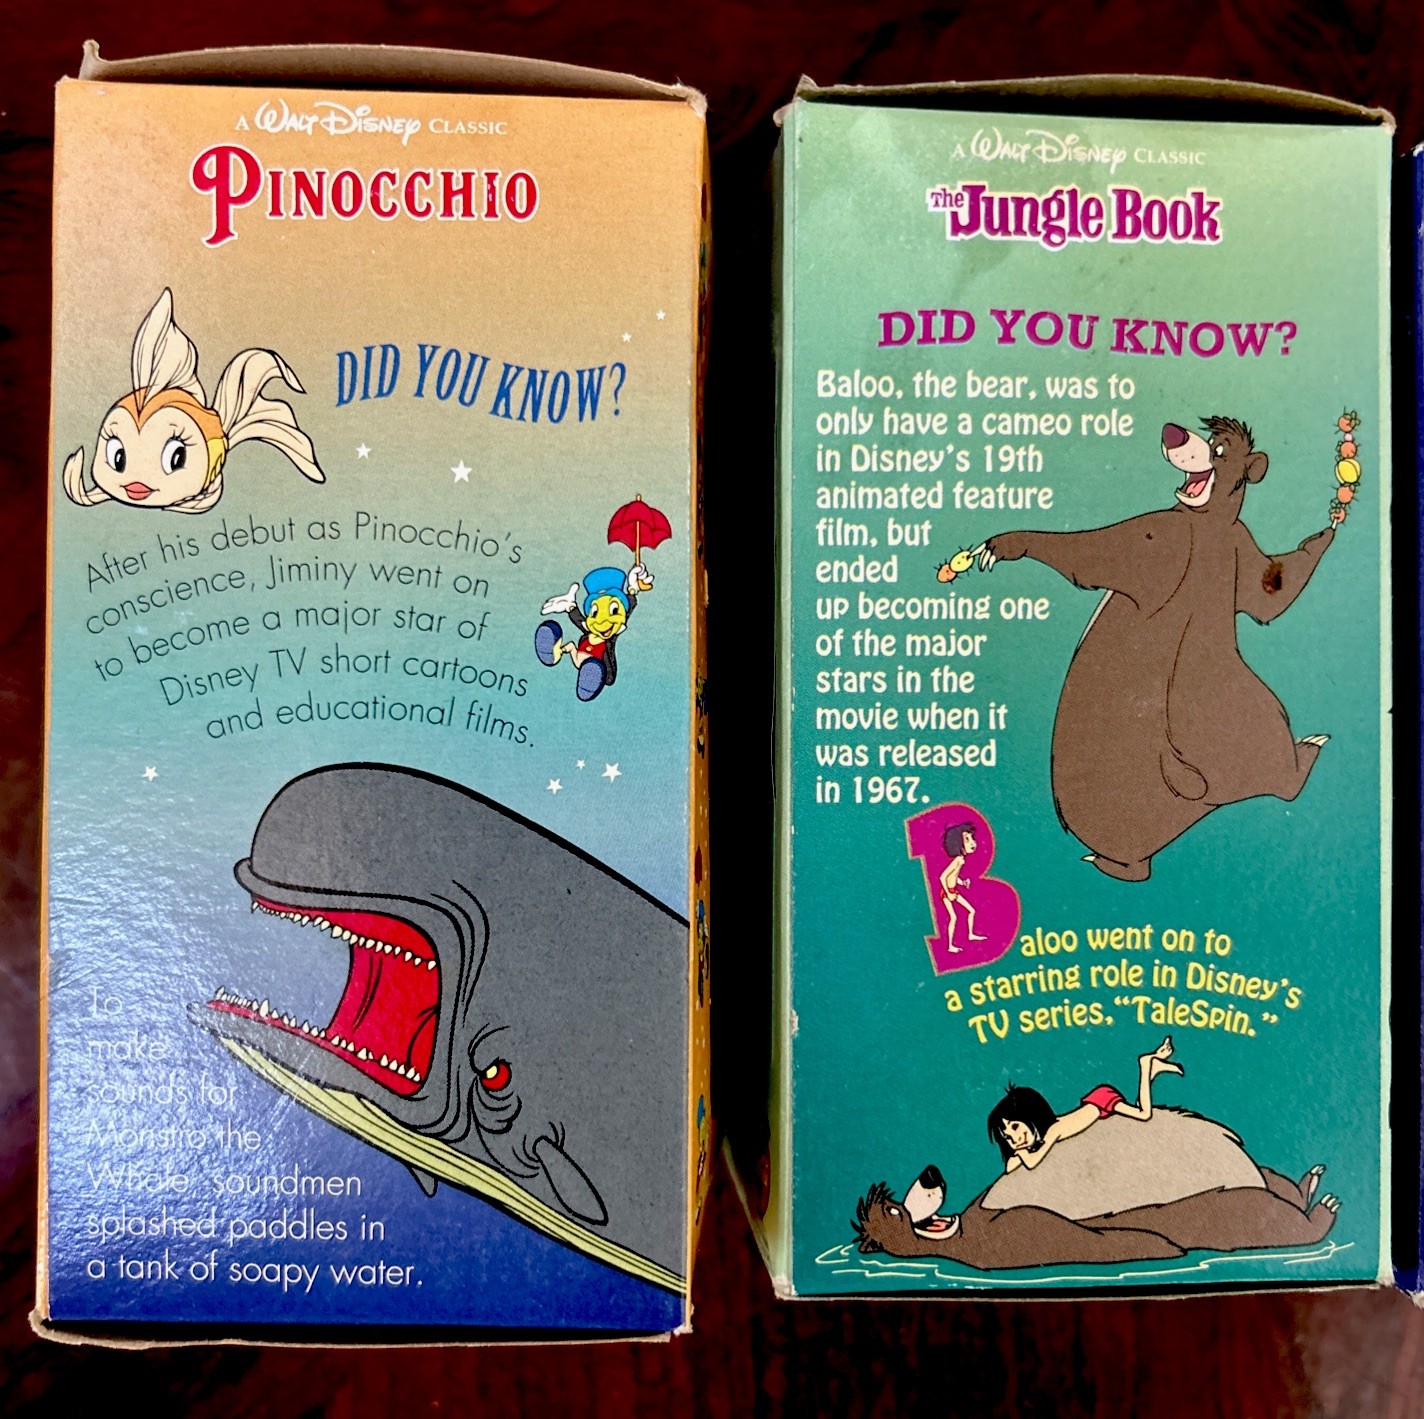 A WALT DISNEY CLASSIC
PINOCCHIO
DID YOU KNOW?
After his debut as Pinocchio's
conscience, Jiminy went on
to become a major star of
Disney TV short cartoons
and educational films.
To
make
sounds for
Monstro the
Whale, soundmen
splashed paddles in
a tank of soapy water.
A WALT DISNEY CLASSIC
The Jungle Book
DID YOU KNOW?
Baloo, the bear, was to
only have a cameo role
in Disney's 19th
animated feature
film, but
ended
up becoming one
of the major
stars in the
movie when it
was released
in 1967.
Baloo went on to
a starring role in Disney's
TV series, "TaleSpin."